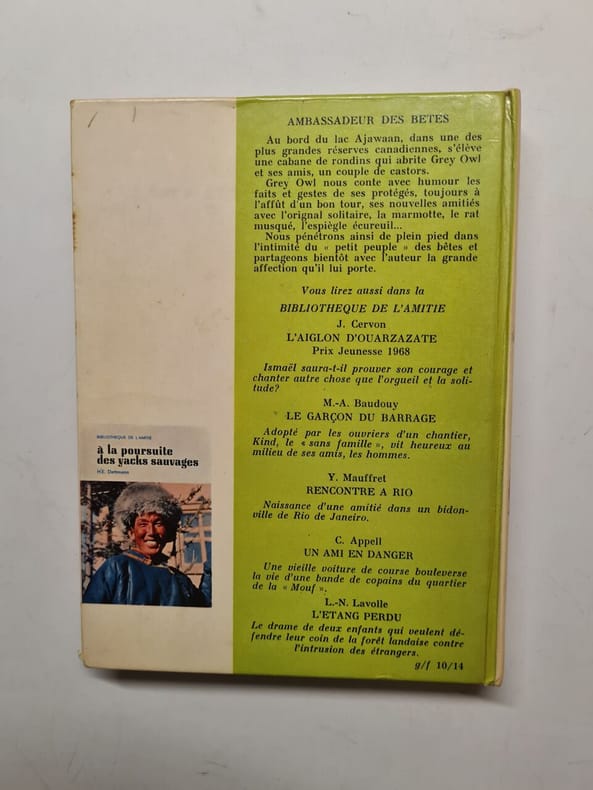 AMBASSADEUR DES BETES
Au bord du lac Ajawaan, dans une des
plus grandes réserves canadiennes, s'élève
une cabane de rondins qui abrite Grey Owl
et ses amis, un couple de castors.
Grey Owl nous conte avec humour les
faits et gestes de ses protégés, toujours à
l'affût d'un bon tour, ses nouvelles amitiés
avec l'orignal solitaire, la marmotte, le rat
musqué, l'espiègle écureuil...
Nous pénétrons ainsi de plein pied dans
l'intimité du « petit peuple » des bêtes et
partageons bientôt avec l'auteur la grande
affection qu'il lui porte.
Vous lirez aussi dans la
BIBLIOTHEQUE DE L'AMITIE
J. Cervon
L'AIGLON D'OUARZAZATE
Prix Jeunesse 1968
Ismaël saura-t-il prouver son courage et
chanter autre chose que l'orgueil et la soli-
tude?
M.-A. Baudouy
LE GARÇON DU BARRAGE
Adopté par les ouvriers d'un chantier,
Kind, le « sans famille », vit heureux au
milieu de ses amis, les hommes.
Y. Mauffret
RENCONTRE A RIO
Naissance d'une amitié dans un bidon-
ville de Rio de Janeiro.
C. Appell
UN AMI EN DANGER
Une vieille voiture de course bouleverse
la vie d'une bande de copains du quartier
de la « Mouf ».
L.-N. Lavolle
L'ETANG PERDU
Le drame de deux enfants qui veulent dé-
fendre leur coin de la forêt landaise contre
l'intrusion des étrangers.
g/f 10/14
BIBLIOTHEQUE DE L'AMITIE
à la poursuite
des yacks sauvages
H.E. Dettmann